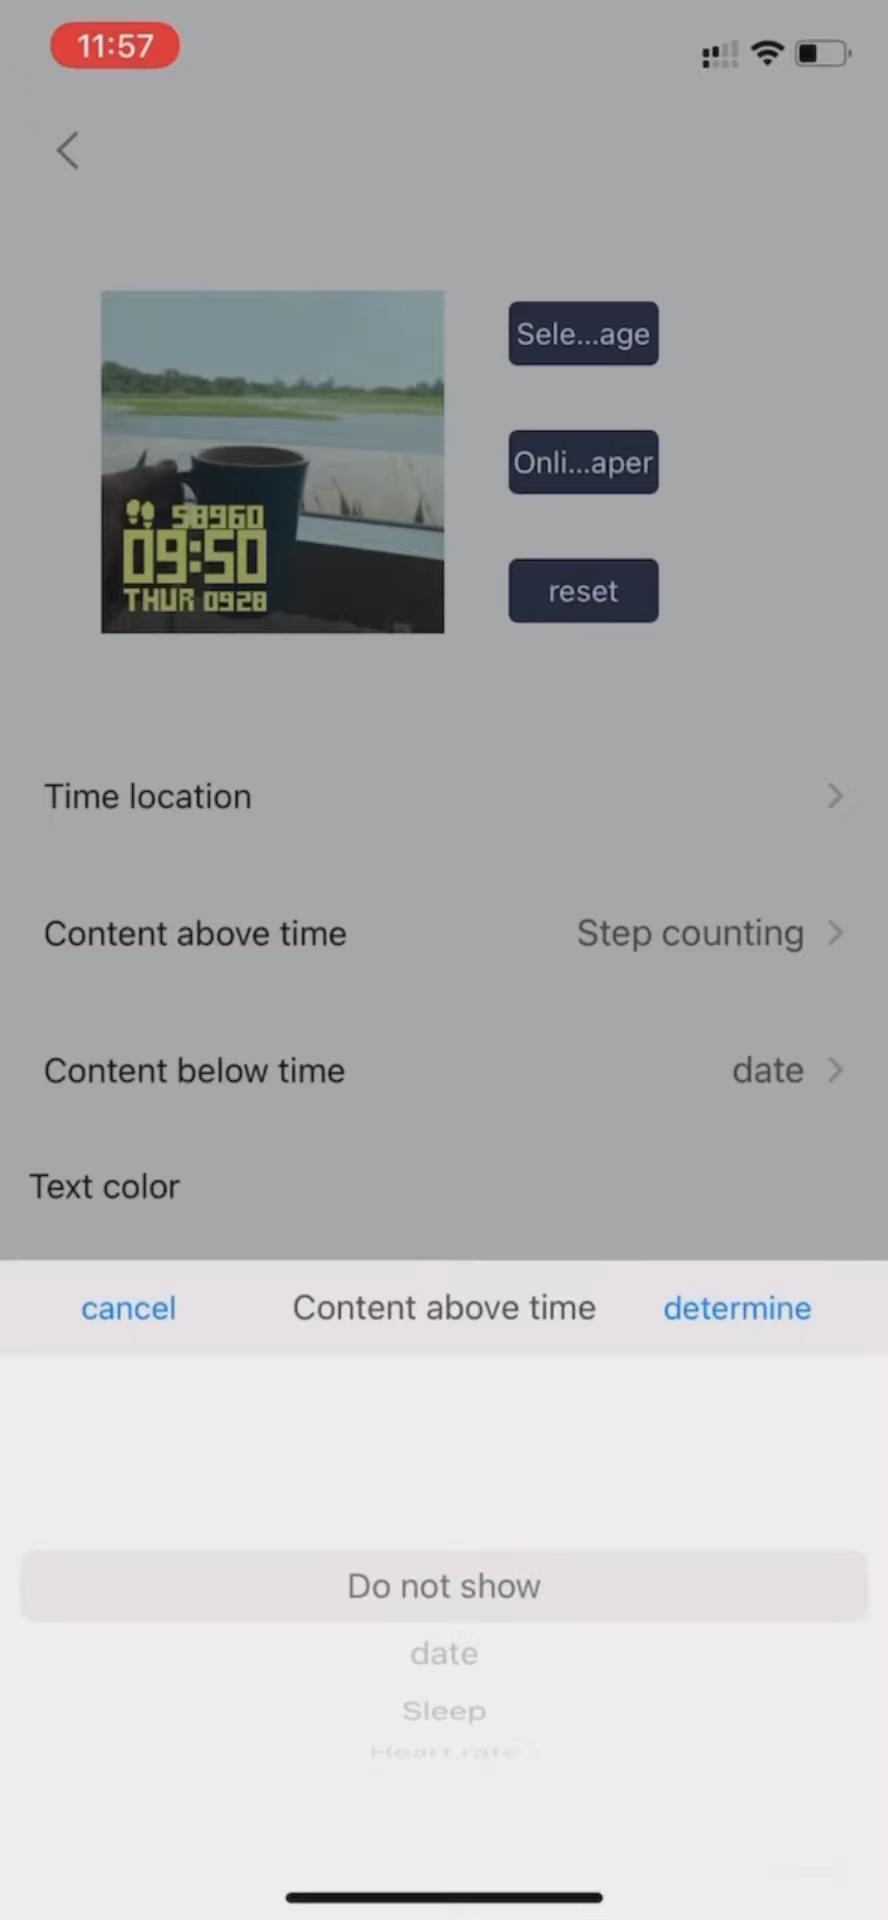 11:57
Sele...age
Onli...aper
reset
58960
09:50
THUR 0928
Time location
Content above time
Step counting
Content below time
date
Text color
cancel
Content above time
determine
Do not show
date
Sleep
Heart rate